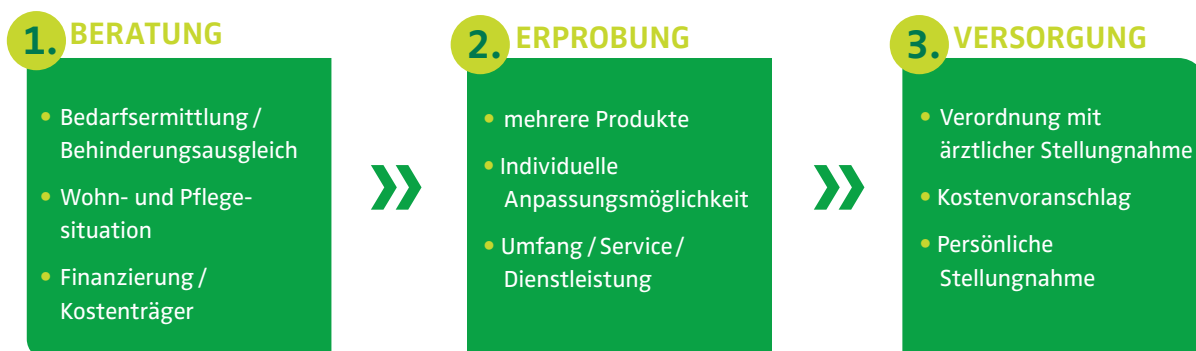 1. BERATUNG
• Bedarfsermittlung /
Behinderungsausgleich
• Wohn- und Pflege-
situation
• Finanzierung /
Kostenträger
2. ERPROBUNG
• mehrere Produkte
• Individuelle
Anpassungsmöglichkeit
• Umfang / Service /
Dienstleistung
3. VERSORGUNG
• Verordnung mit
ärztlicher Stellungnahme
• Kostenvoranschlag
• Persönliche
Stellungnahme